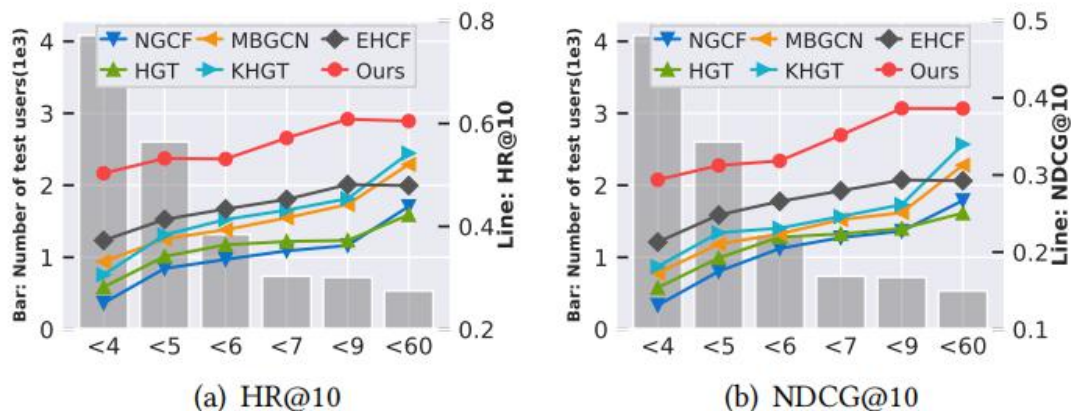 Bar: Number of test users(1e3)
4
3
2
1
0
NGCF
MBGCN
EHCF
HGT
KHGT
Ours
0.8
0.6
0.4
0.2
Line: HR@10
<4
<5
<6
<7
<9
<60
(a) HR@10
Bar: Number of test users(1e3)
4
3
2
1
0
NGCF
MBGCN
EHCF
HGT
KHGT
Ours
0.5
0.4
0.3
0.2
0.1
Line: NDCG@10
<4
<5
<6
<7
<9
<60
(b) NDCG@10